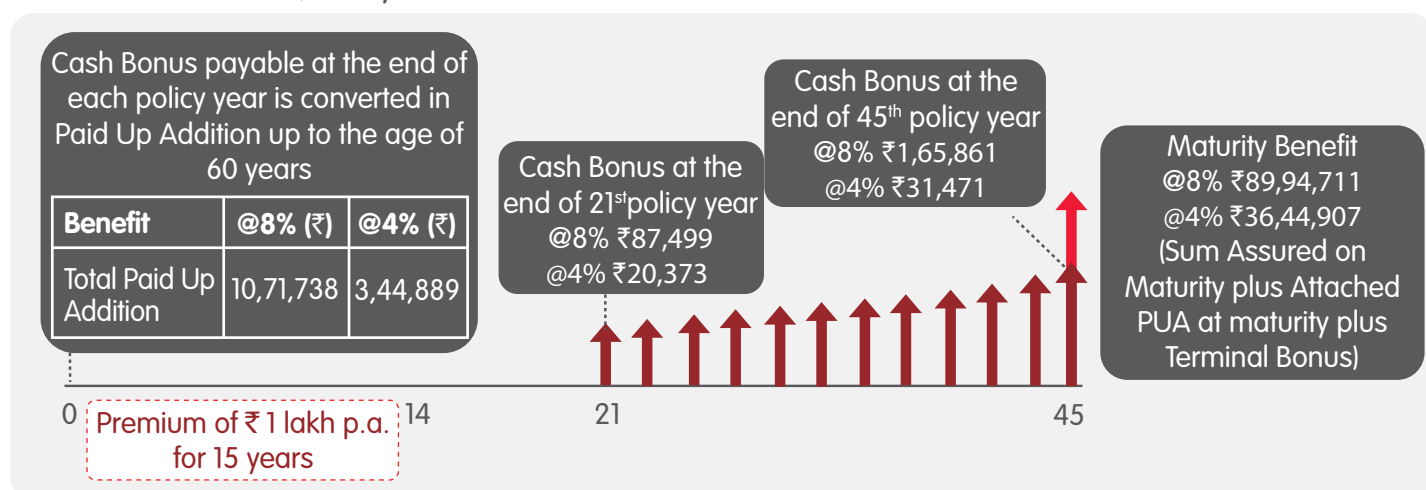 Cash Bonus payable at the end of
each policy year is converted in
Paid Up Addition up to the age of
60 years
Benefit @8% (₹) @4% (₹)
Total Paid Up
Addition
10,71,738 3,44,889
Cash Bonus at the
end of 21stpolicy year
@8% ₹87,499
@4% ₹20,373
Cash Bonus at the
end of 45th policy year
@8% ₹1,65,861
@4% ₹31,471
Maturity Benefit
@8% ₹89,94,711
@4% ₹36,44,907
(Sum Assured on
Maturity plus Attached
PUA at maturity plus
Terminal Bonus)
0 14 21 45
Premium of ₹ 1 lakh p.a.
for 15 years